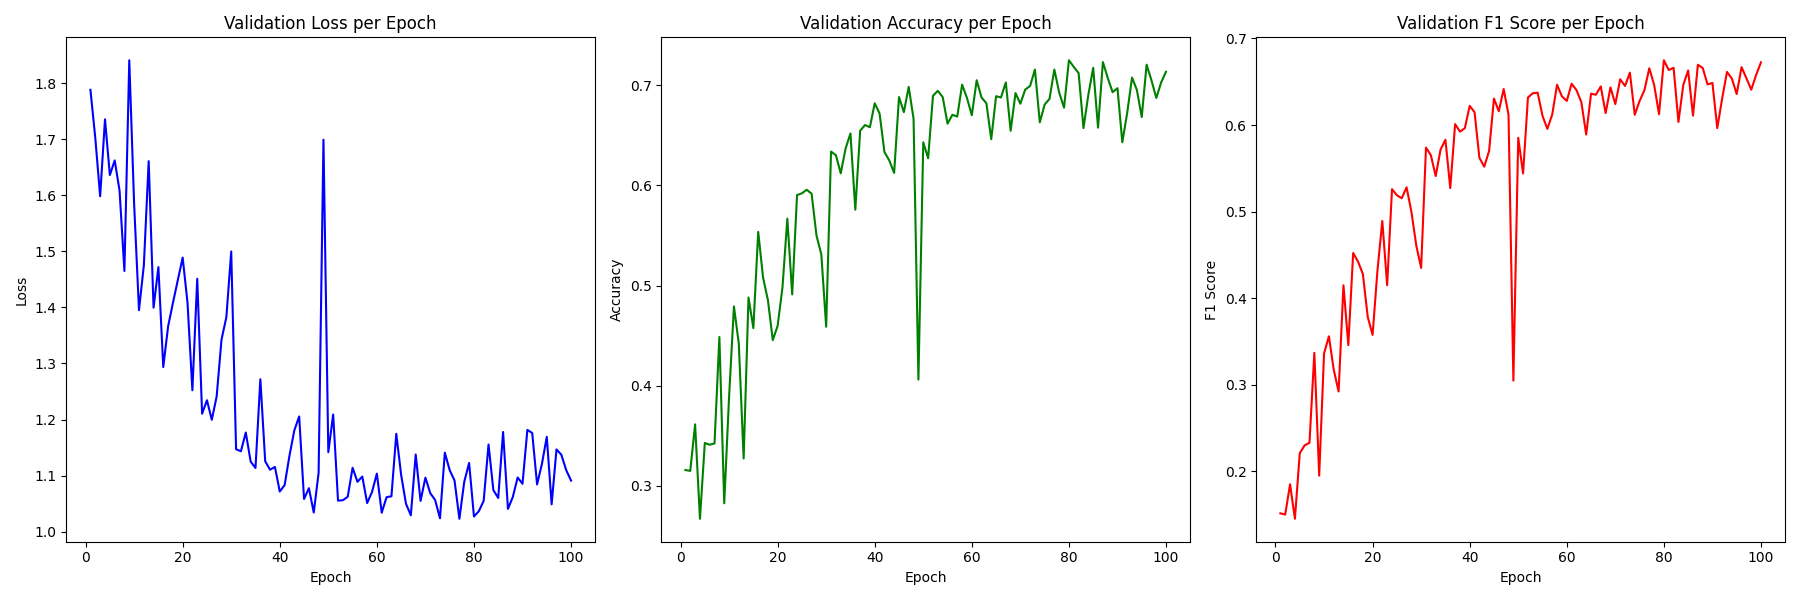 Validation Loss per Epoch
Loss
1.8
1.7
1.6
1.5
1.4
1.3
1.2
1.1
1.0
0 20 40 60 80 100
Epoch
Validation Accuracy per Epoch
Accuracy
0.7
0.6
0.5
0.4
0.3
0 20 40 60 80 100
Epoch
Validation F1 Score per Epoch
F1 Score
0.7
0.6
0.5
0.4
0.3
0.2
0 20 40 60 80 100
Epoch